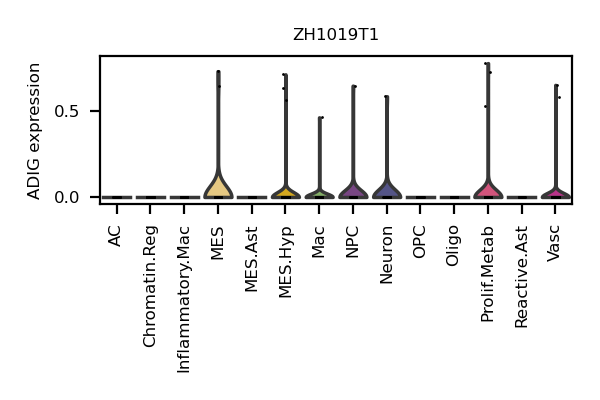 ZH1019T1
ADIG expression
0.5
0.0
AC
Chromatin.Reg
Inflammatory.Mac
MES
MES.Ast
MES.Hyp
Mac
NPC
Neuron
OPC
Oligo
Prolif.Metab
Reactive.Ast
Vasc